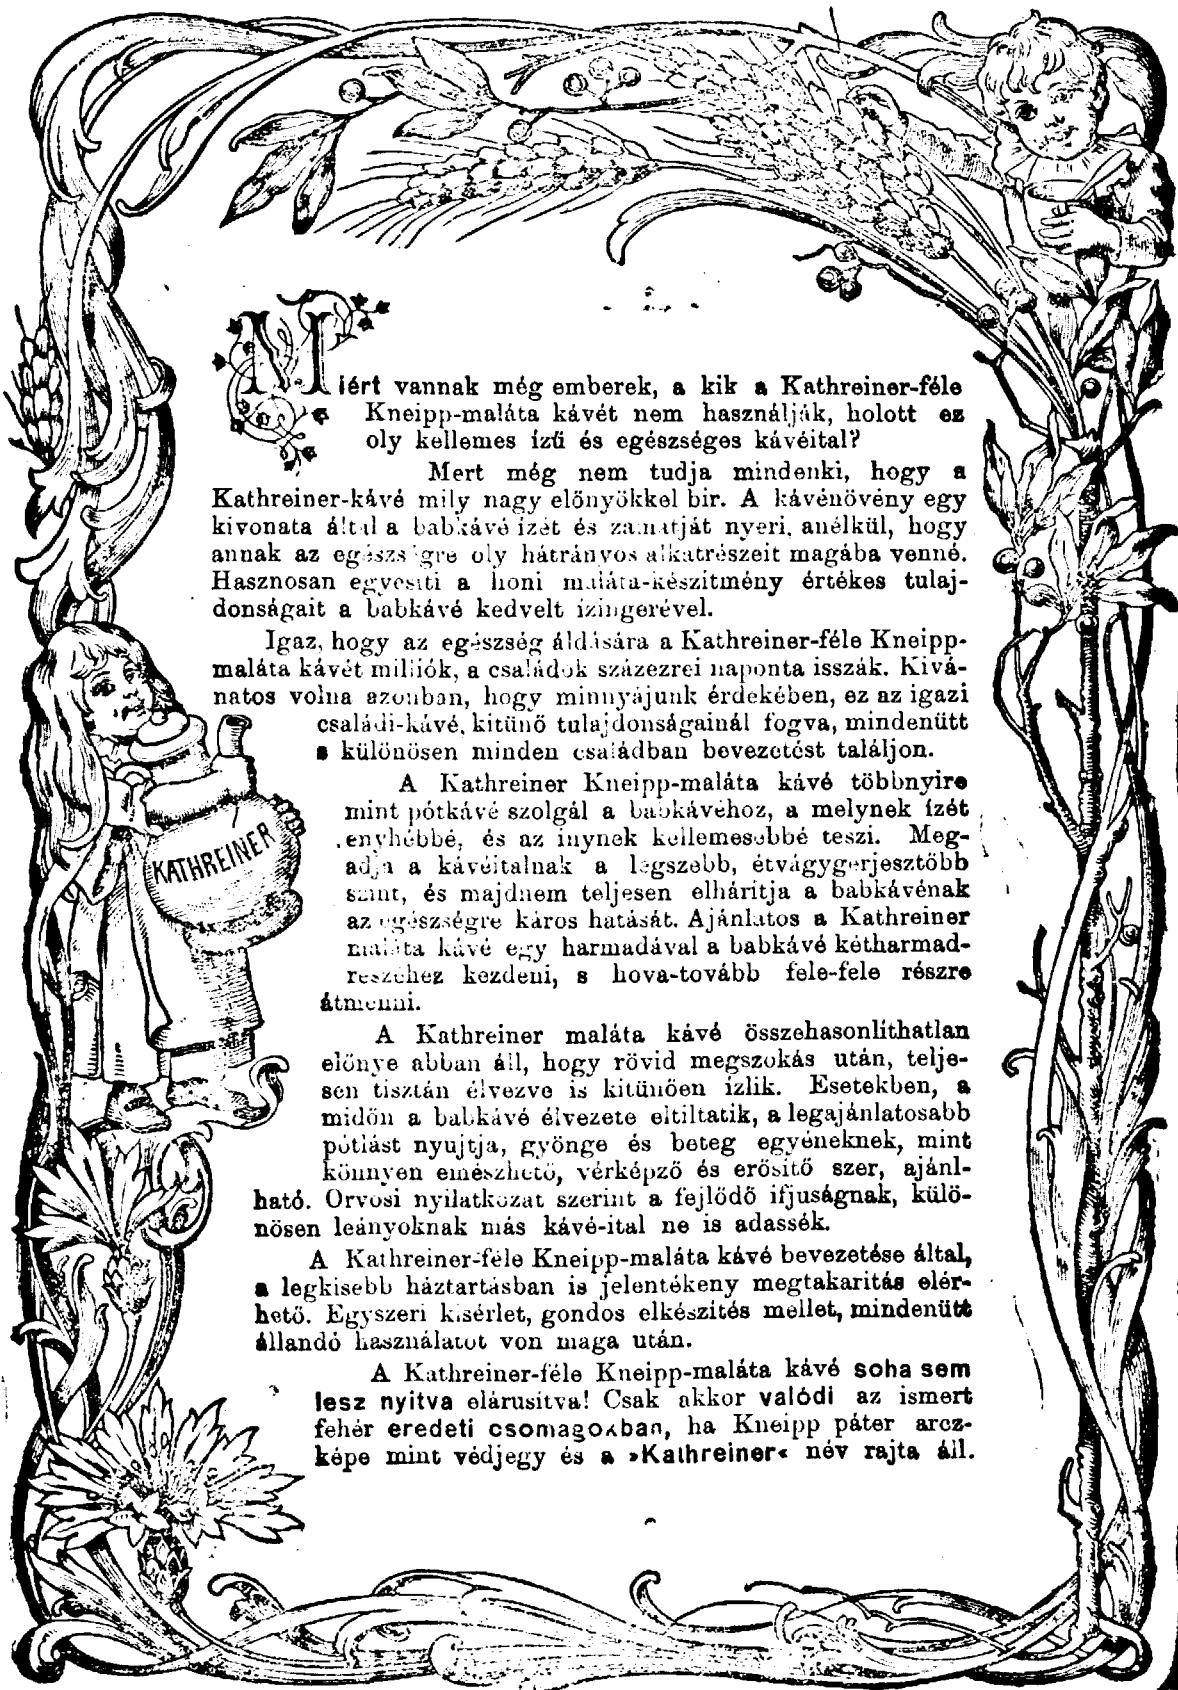 Miért vannak még emberek, a kik a Kathreiner-féle
Kneipp-maláta kávét nem használják, holott ez
oly kellemes ízű és egészséges kávéital?
Mert még nem tudja mindenki, hogy a
Kathreiner-kávé mily nagy előnyökkel bir. A kávénövény egy
kivonata által a babkávé ízét és zamatját nyeri, anélkül, hogy
annak az egészségre oly hátrányos alkatrészeit magába venné.
Hasznosan egyesiti a honi maláta-készitmény értékes tulaj-
donságait a babkávé kedvelt izingerével.
Igaz, hogy az egészség áldására a Kathreiner-féle Kneipp-
maláta kávét milliók, a családok százezrei naponta isszák. Kivá-
natos volna azonban, hogy minnyájunk érdekében, ez az igazi
családi-kávé, kitünő tulajdonságainál fogva, mindenütt
s különösen minden családban bevezetést találjon.
A Kathreiner Kneipp-maláta kávé többnyire
mint pótkávé szolgál a babkávéhoz, a melynek ízét
enyhébbé, és az inynek kellemesebbé teszi. Meg-
adja a kávéitalnak a legszebb, étvágygerjesztőbb
szint, és majdnem teljesen elháritja a babkávénak
az egészségre káros hatását. Ajánlatos a Kathreiner
maláta kávé egy harmadával a babkávé kétharmad-
részéhez kezdeni, s hova-tovább fele-fele részre
átmenni.
A Kathreiner maláta kávé összehasonlíthatlan
előnye abban áll, hogy rövid megszokás után, telje-
sen tisztán élvezve is kitünően ízlik. Esetekben, a
midőn a babkávé élvezete eltiltatik, a legajánlatosabb
pótlást nyujtja, gyönge és beteg egyéneknek, mint
könnyen emészhető, vérképző és erősitő szer, ajánl-
ható. Orvosi nyilatkozat szerint a fejlődő ifjuságnak, külö-
nösen leányoknak más kávé-ital ne is adassék.
A Kathreiner-féle Kneipp-maláta kávé bevezetése által,
a legkisebb háztartásban is jelentékeny megtakaritás elér-
hető. Egyszeri kisérlet, gondos elkészités mellet, mindenütt
állandó használatot von maga után.
A Kathreiner-féle Kneipp-maláta kávé soha sem
lesz nyitva elárusítva! Csak akkor valódi az ismert
fehér eredeti csomagokban, ha Kneipp páter arcz-
képe mint védjegy és a »Kathreiner« név rajta áll.
KATHREINER